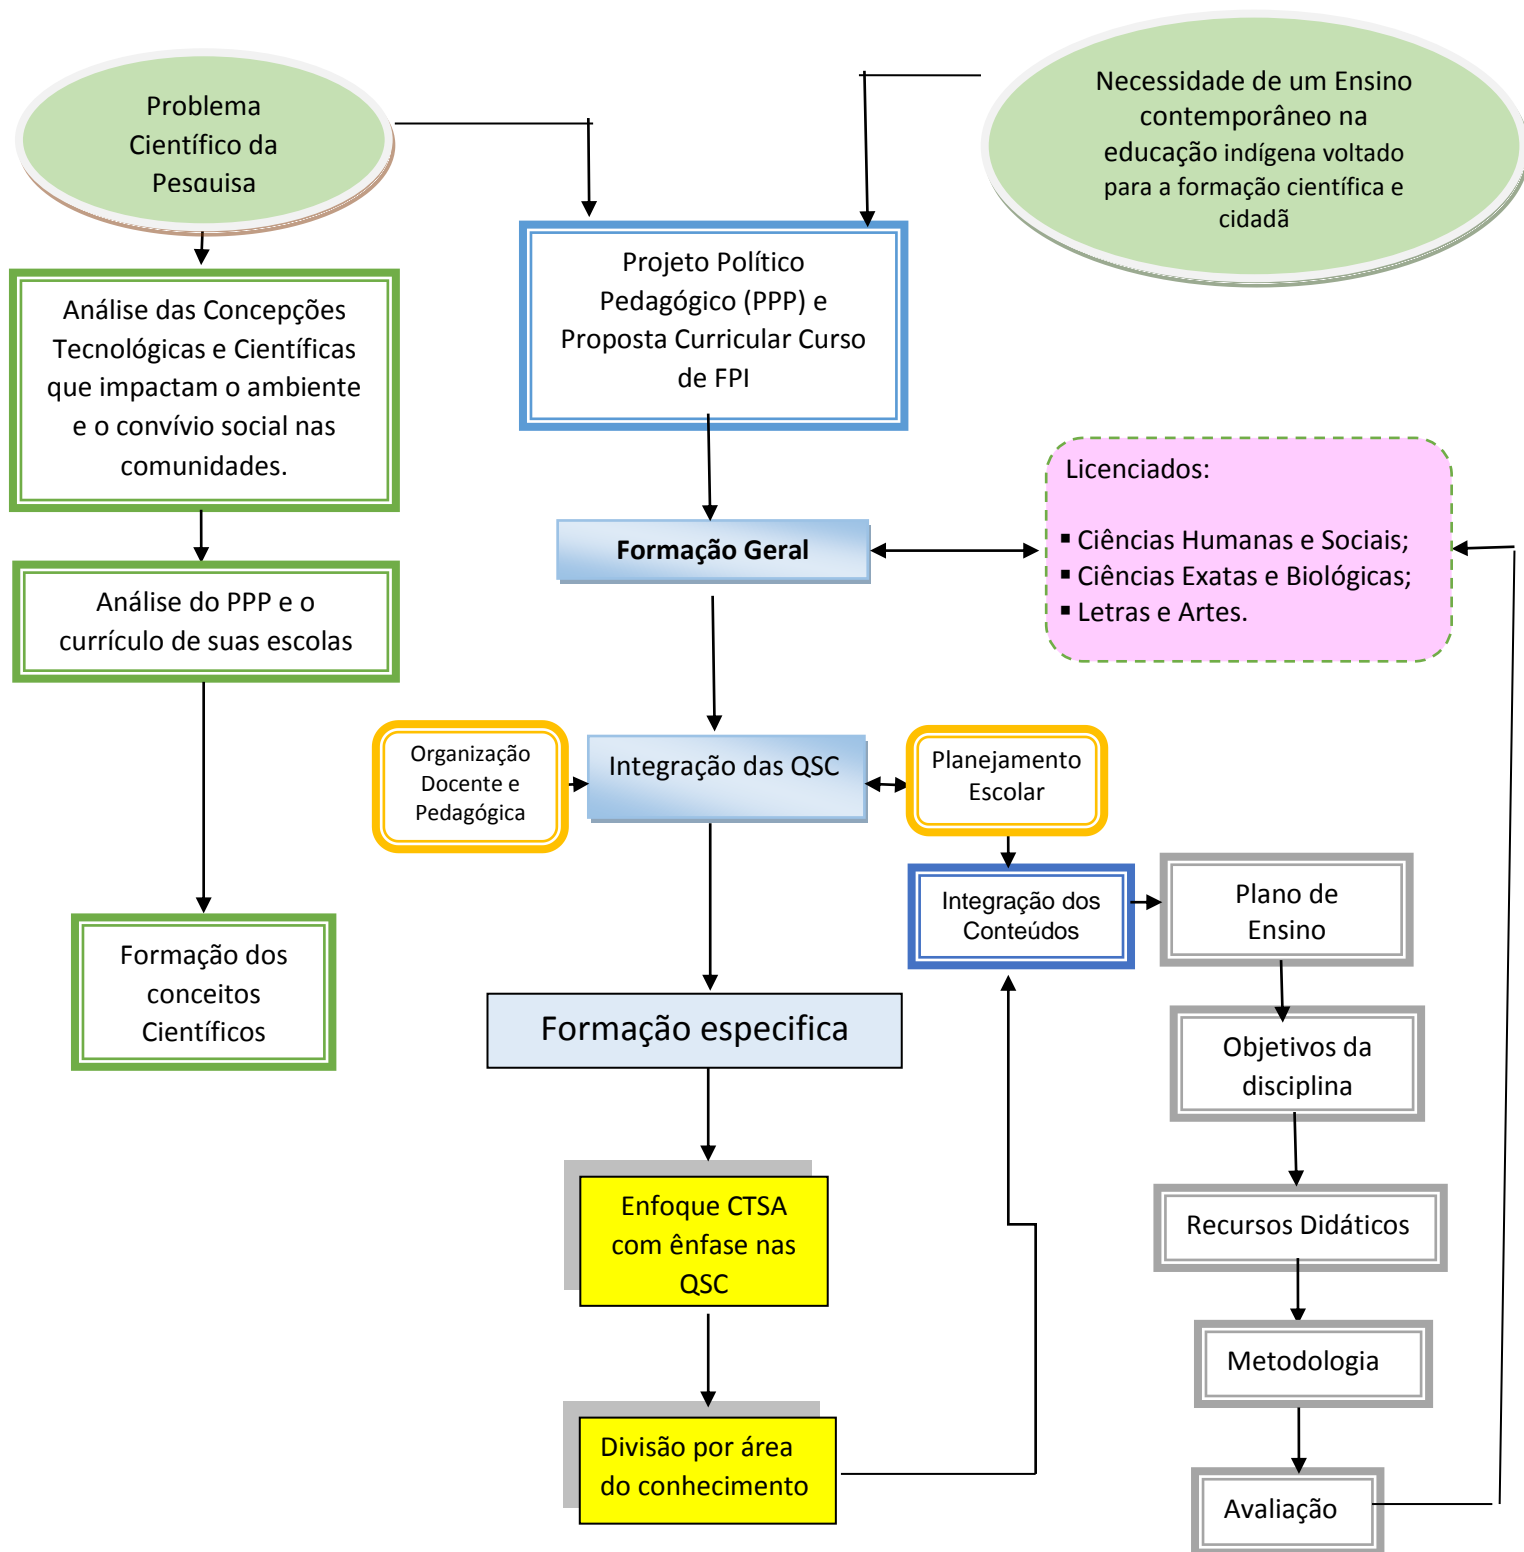 Problema
Científico da
Pesquisa
Necessidade de um Ensino
contemporâneo na
educação indígena voltado
para a formação científica e
cidadã
Projeto Político
Pedagógico (PPP) e
Proposta Curricular Curso
de FPI
Análise das Concepções
Tecnológicas e Científicas
que impactam o ambiente
e o convívio social nas
comunidades.
Licenciados:
▪ Ciências Humanas e Sociais;
▪ Ciências Exatas e Biológicas;
▪ Letras e Artes.
Formação Geral
Análise do PPP e o
currículo de suas escolas
Organização
Docente e
Pedagógica
Integração das QSC
Planejamento
Escolar
Integração dos
Conteúdos
Plano de
Ensino
Formação dos
conceitos
Científicos
Formação especifica
Objetivos da
disciplina
Enfoque CTSA
com ênfase nas
QSC
Recursos Didáticos
Metodologia
Divisão por área
do conhecimento
Avaliação